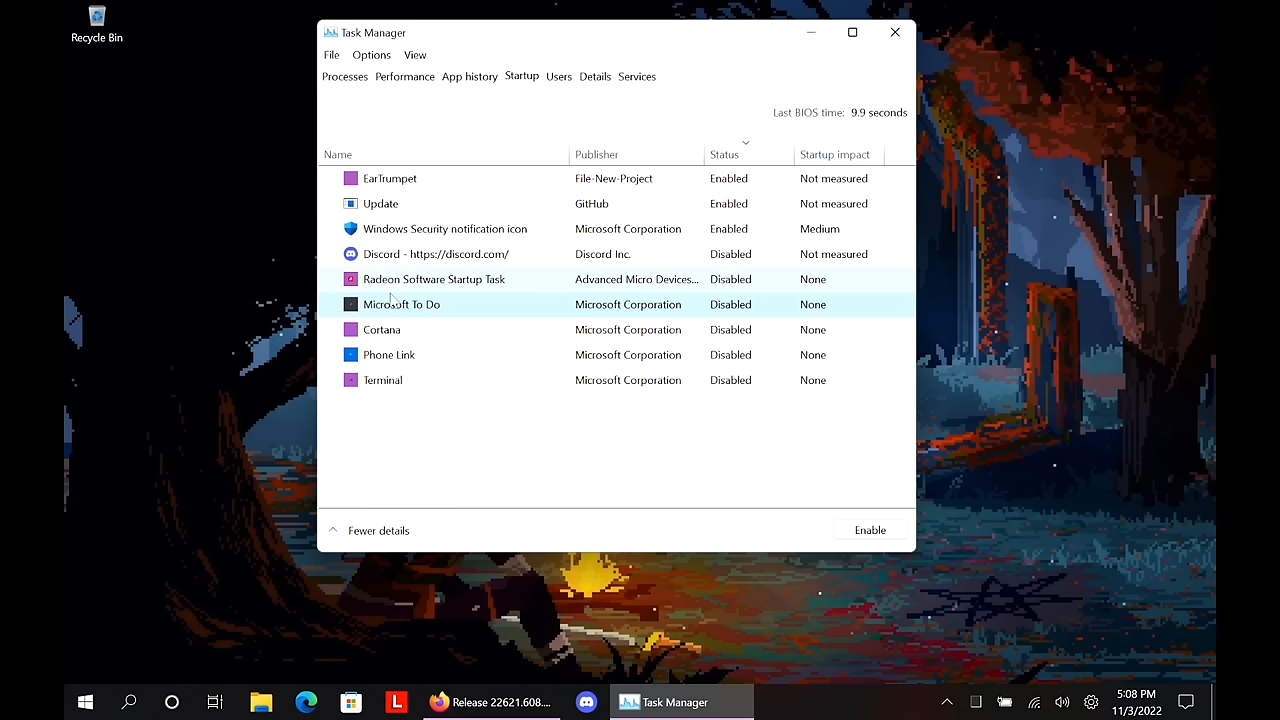 Recycle Bin
Task Manager
File Options View
Processes Performance App history Startup Users Details Services
Last BIOS time: 9.9 seconds
Name Publisher Status Startup impact
EarTrumpet File-New-Project Enabled Not measured
Update GitHub Enabled Not measured
Windows Security notification icon Microsoft Corporation Enabled Medium
Discord - https://discord.com/ Discord Inc. Disabled Not measured
Radeon Software Startup Task Advanced Micro Devices... Disabled None
Microsoft To Do Microsoft Corporation Disabled None
Cortana Microsoft Corporation Disabled None
Phone Link Microsoft Corporation Disabled None
Terminal Microsoft Corporation Disabled None
Fewer details Enable
L Release 22621.608.... Task Manager 5:08 PM
11/3/2022